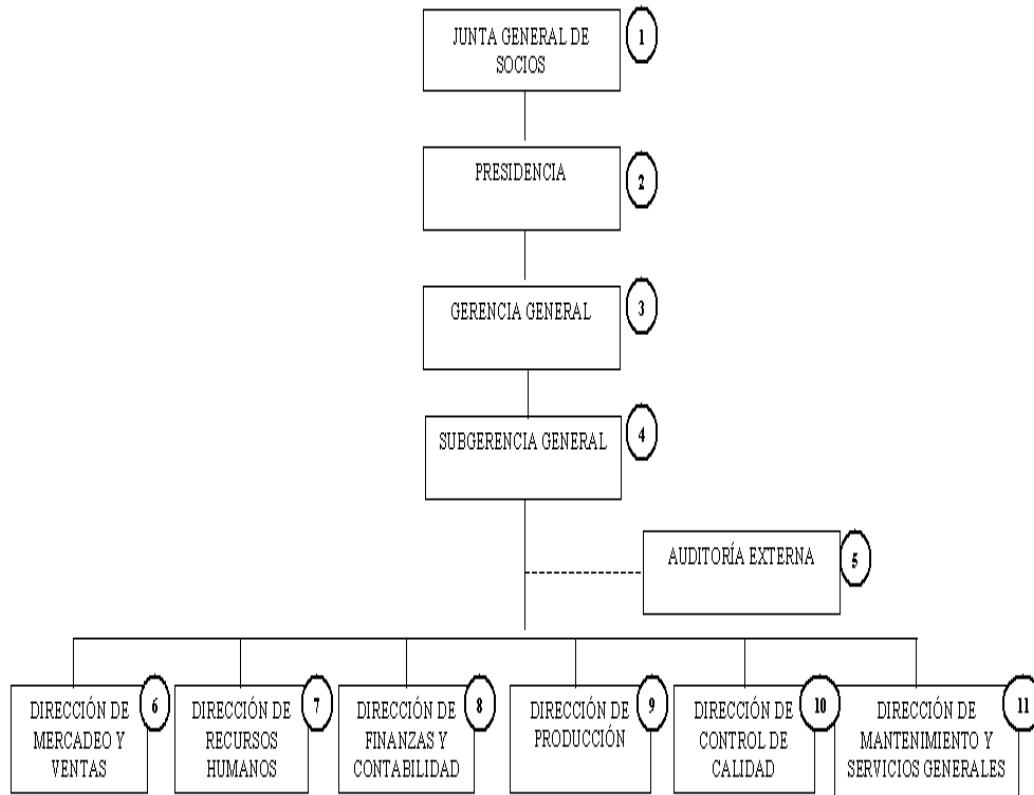 JUNTA GENERAL DE
SOCIOS
1
PRESIDENCIA
2
GERENCIA GENERAL
3
SUBGERENCIA GENERAL
4
AUDITORÍA EXTERNA
5
DIRECCIÓN DE
MERCADEO Y
VENTAS
6
DIRECCIÓN DE
RECURSOS
HUMANOS
7
DIRECCIÓN DE
FINANZAS Y
CONTABILIDAD
8
DIRECCIÓN DE
PRODUCCIÓN
9
DIRECCIÓN DE
CONTROL DE
CALIDAD
10
DIRECCIÓN DE
MANTENIMIENTO Y
SERVICIOS GENERALES
11